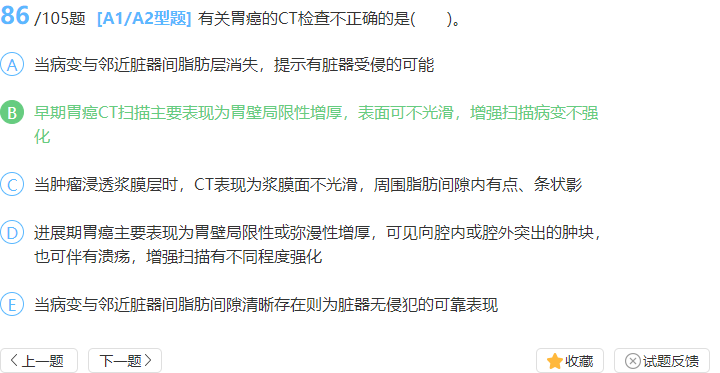 86 /105题 [A1/A2型题] 有关胃癌的CT检查不正确的是( )。
A 当病变与邻近脏器间脂肪层消失，提示有脏器受侵的可能
B 早期胃癌CT扫描主要表现为胃壁局限性增厚，表面可不光滑，增强扫描病变不强
化
C 当肿瘤浸透浆膜层时，CT表现为浆膜面不光滑，周围脂肪间隙内有点、条状影
D 进展期胃癌主要表现为胃壁局限性或弥漫性增厚，可见向腔内或腔外突出的肿块，
也可伴有溃疡，增强扫描有不同程度强化
E 当病变与邻近脏器间脂肪间隙清晰存在则为脏器无侵犯的可靠表现
上一题 下一题 收藏 试题反馈